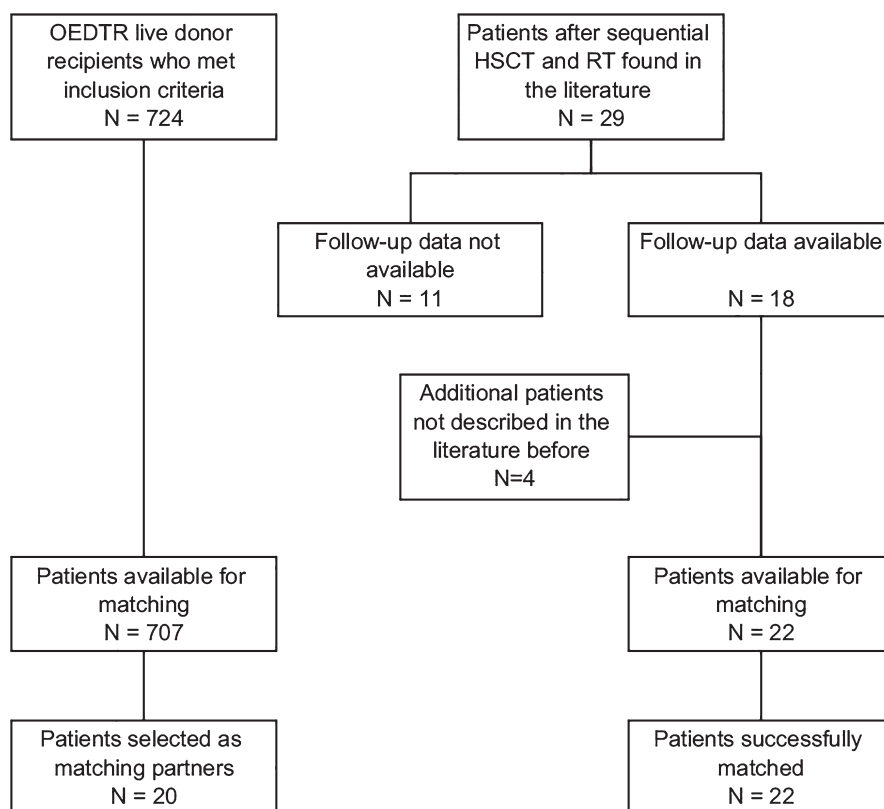 OEDTR live donor
recipients who met
inclusion criteria
N = 724
Patients after sequential
HSCT and RT found in
the literature
N = 29
Follow-up data not
available
N = 11
Follow-up data available
N = 18
Additional patients
not described in the
literature before
N=4
Patients available for
matching
N = 707
Patients available for
matching
N = 22
Patients selected as
matching partners
N = 20
Patients successfully
matched
N = 22